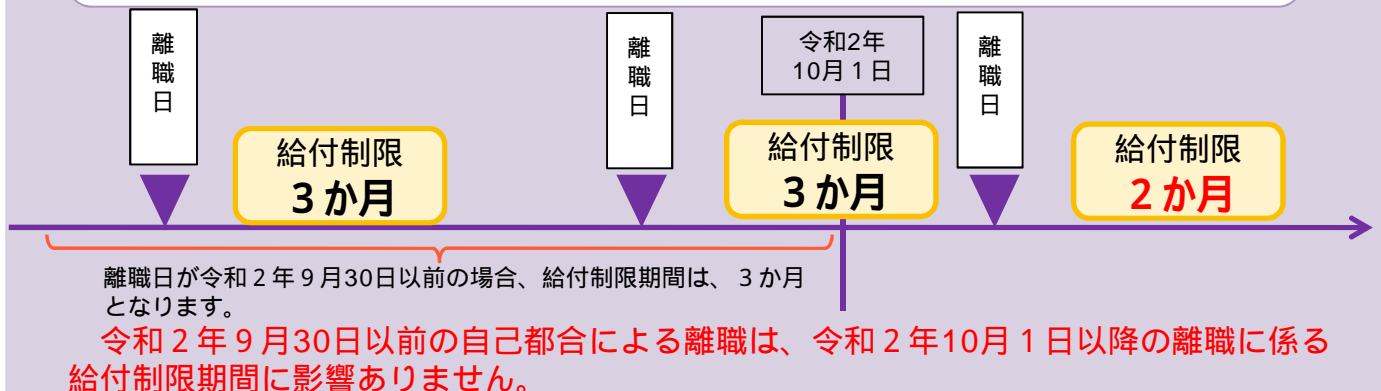 離職日
離職日
令和2年
10月１日
離職日
給付制限
３か月
給付制限
３か月
給付制限
２か月
離職日が令和２年９月30日以前の場合、給付制限期間は、３か月
となります。
令和２年９月30日以前の自己都合による離職は、令和２年10月１日以降の離職に係る
給付制限期間に影響ありません。